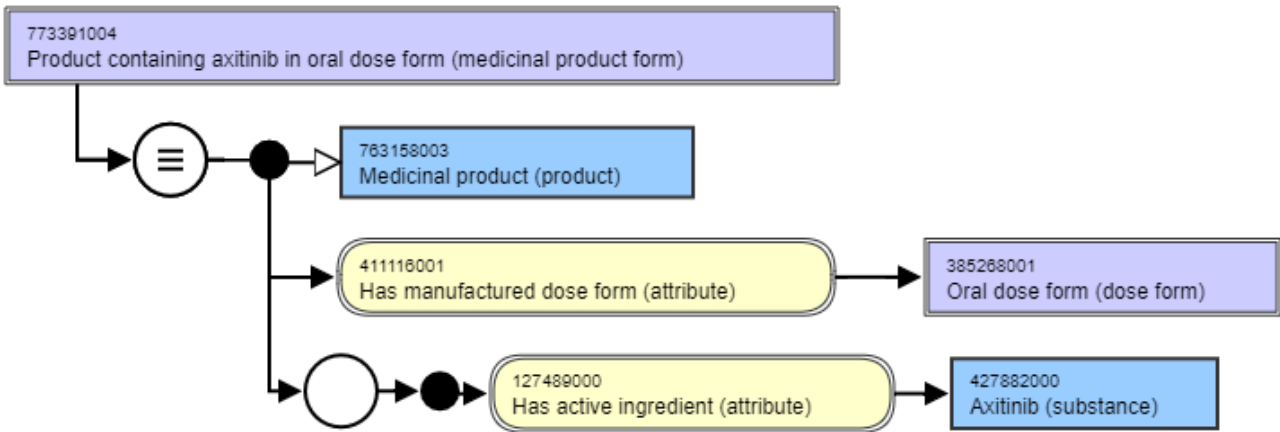 773391004
Product containing axitinib in oral dose form (medicinal product form)
763158003
Medicinal product (product)
411116001
Has manufactured dose form (attribute)
385268001
Oral dose form (dose form)
127489000
Has active ingredient (attribute)
427882000
Axitinib (substance)